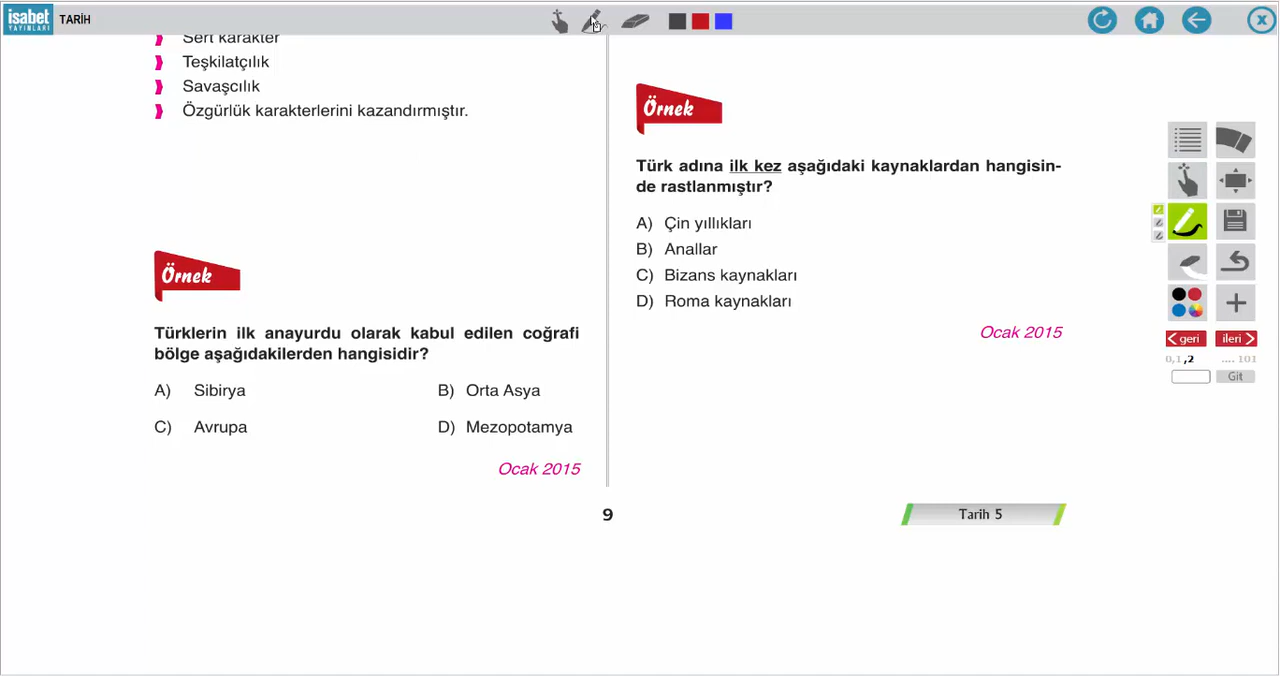 isabet
YAYINLARI
TARİH
Sert karakter
Teşkilatçılık
Savaşcılık
Özgürlük karakterlerini kazandırmıştır.
Örnek
Türklerin ilk anayurdu olarak kabul edilen coğrafi
bölge aşağıdakilerden hangisidir?
A) Sibirya
B) Orta Asya
C) Avrupa
D) Mezopotamya
Ocak 2015
Örnek
Türk adına ilk kez aşağıdaki kaynaklardan hangisin-
de rastlanmıştır?
A) Çin yıllıkları
B) Anallar
C) Bizans kaynakları
D) Roma kaynakları
Ocak 2015
9
Tarih 5
geri
ileri
0,1,2 .... 101
Git